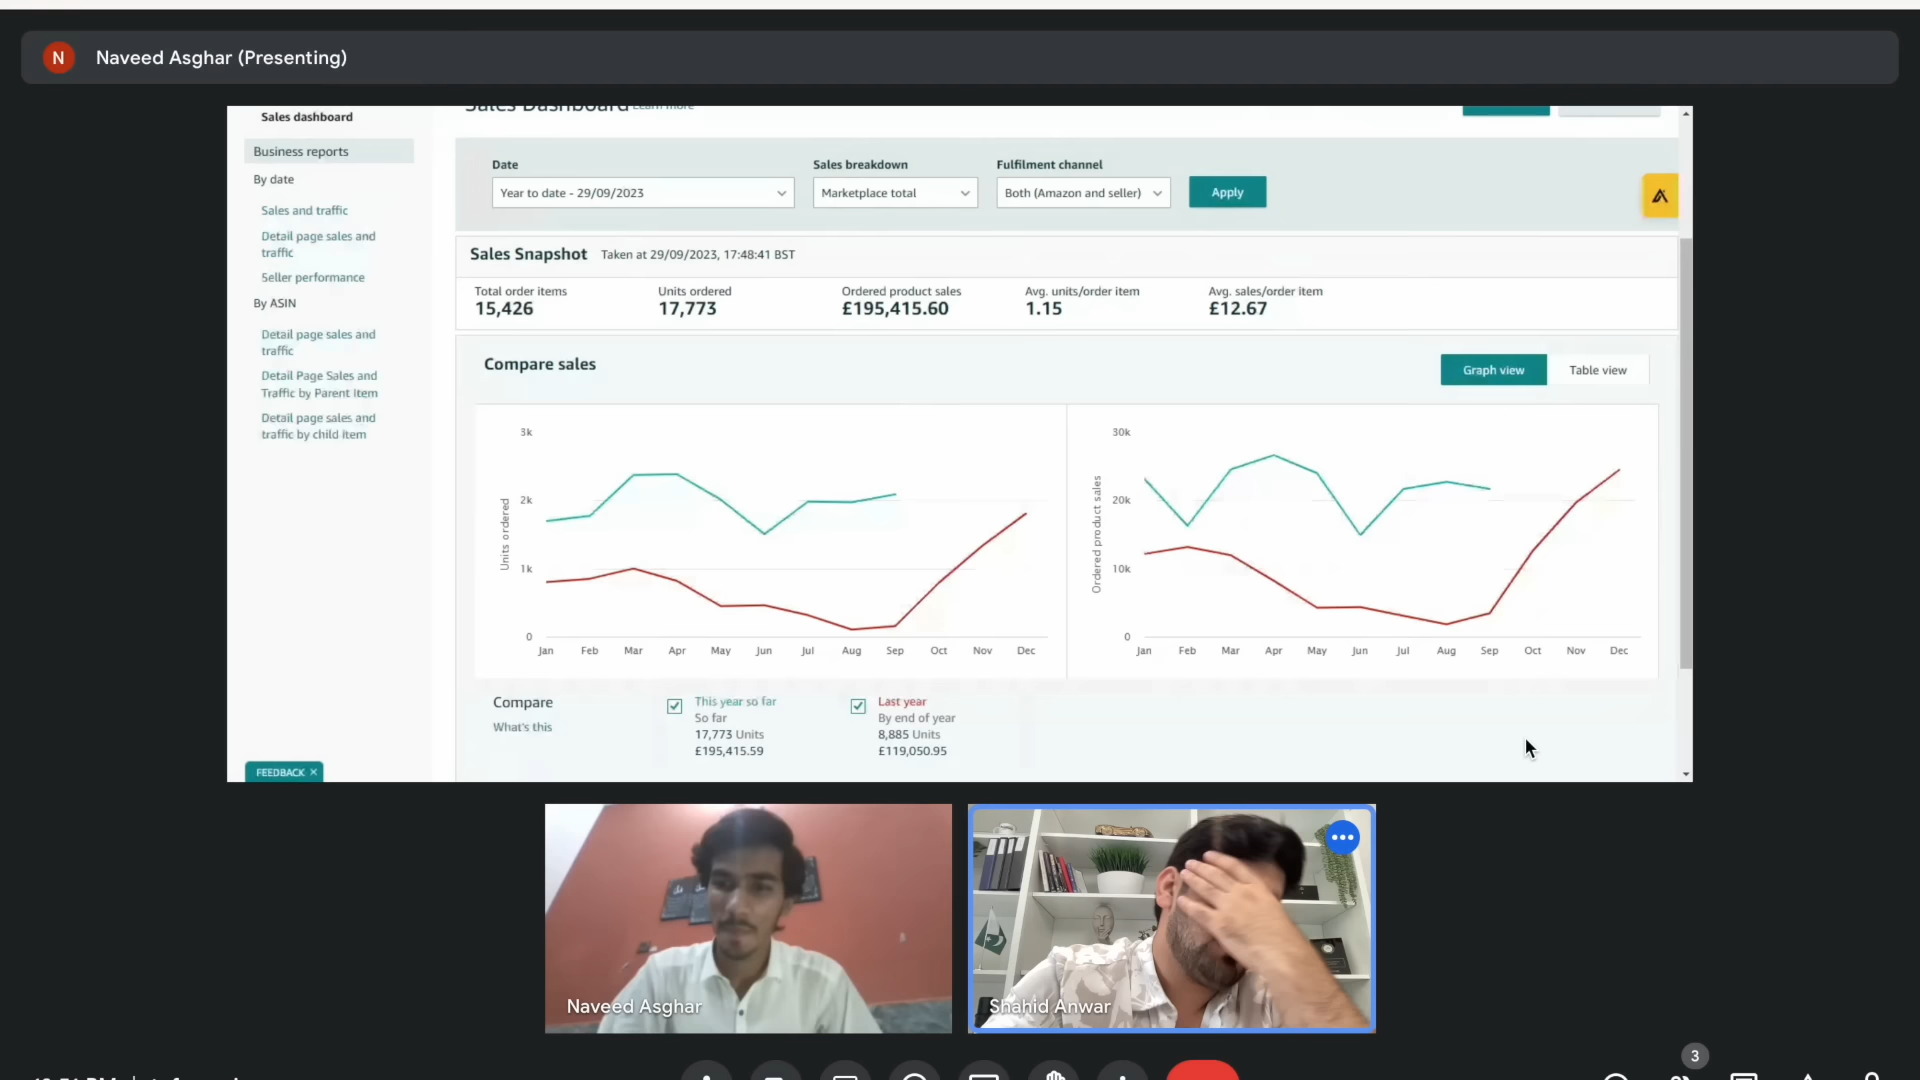 N Naveed Asghar (Presenting)
Sales Dashboard Learn more
Sales dashboard
Business reports
By date
Sales and traffic
Detail page sales and
traffic
Seller performance
By ASIN
Detail page sales and
traffic
Detail Page Sales and
Traffic by Parent Item
Detail page sales and
traffic by child item
FEEDBACK ×
Date
Year to date - 29/09/2023
Sales breakdown
Marketplace total
Fulfilment channel
Both (Amazon and seller)
Apply
Sales Snapshot Taken at 29/09/2023, 17:48:41 BST
Total order items
15,426
Units ordered
17,773
Ordered product sales
£195,415.60
Avg. units/order item
1.15
Avg. sales/order item
£12.67
Compare sales
Graph view
Table view
Units ordered
3k
2k
1k
0
Jan Feb Mar Apr May Jun Jul Aug Sep Oct Nov Dec
Ordered product sales
30k
20k
10k
0
Jan Feb Mar Apr May Jun Jul Aug Sep Oct Nov Dec
Compare
What's this
This year so far
So far
17,773 Units
£195,415.59
Last year
By end of year
8,885 Units
£119,050.95
Naveed Asghar
Shahid Anwar
3